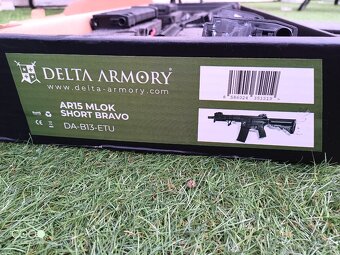 DELTA ARMORY
www.delta-armory.com
AR15 MLOK
SHORT BRAVO
DA-B13-ETU